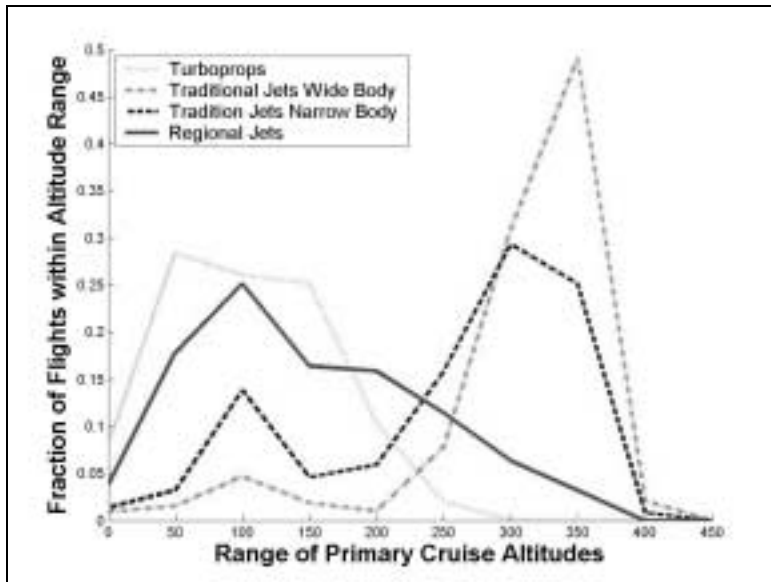 Fraction of Flights within Altitude Range
0.5
0.45
0.4
0.35
0.3
0.25
0.2
0.15
0.1
0.05
0
Turboprops
Traditional Jets Wide Body
Tradition Jets Narrow Body
Regional Jets
0 50 100 150 200 250 300 350 400 450
Range of Primary Cruise Altitudes